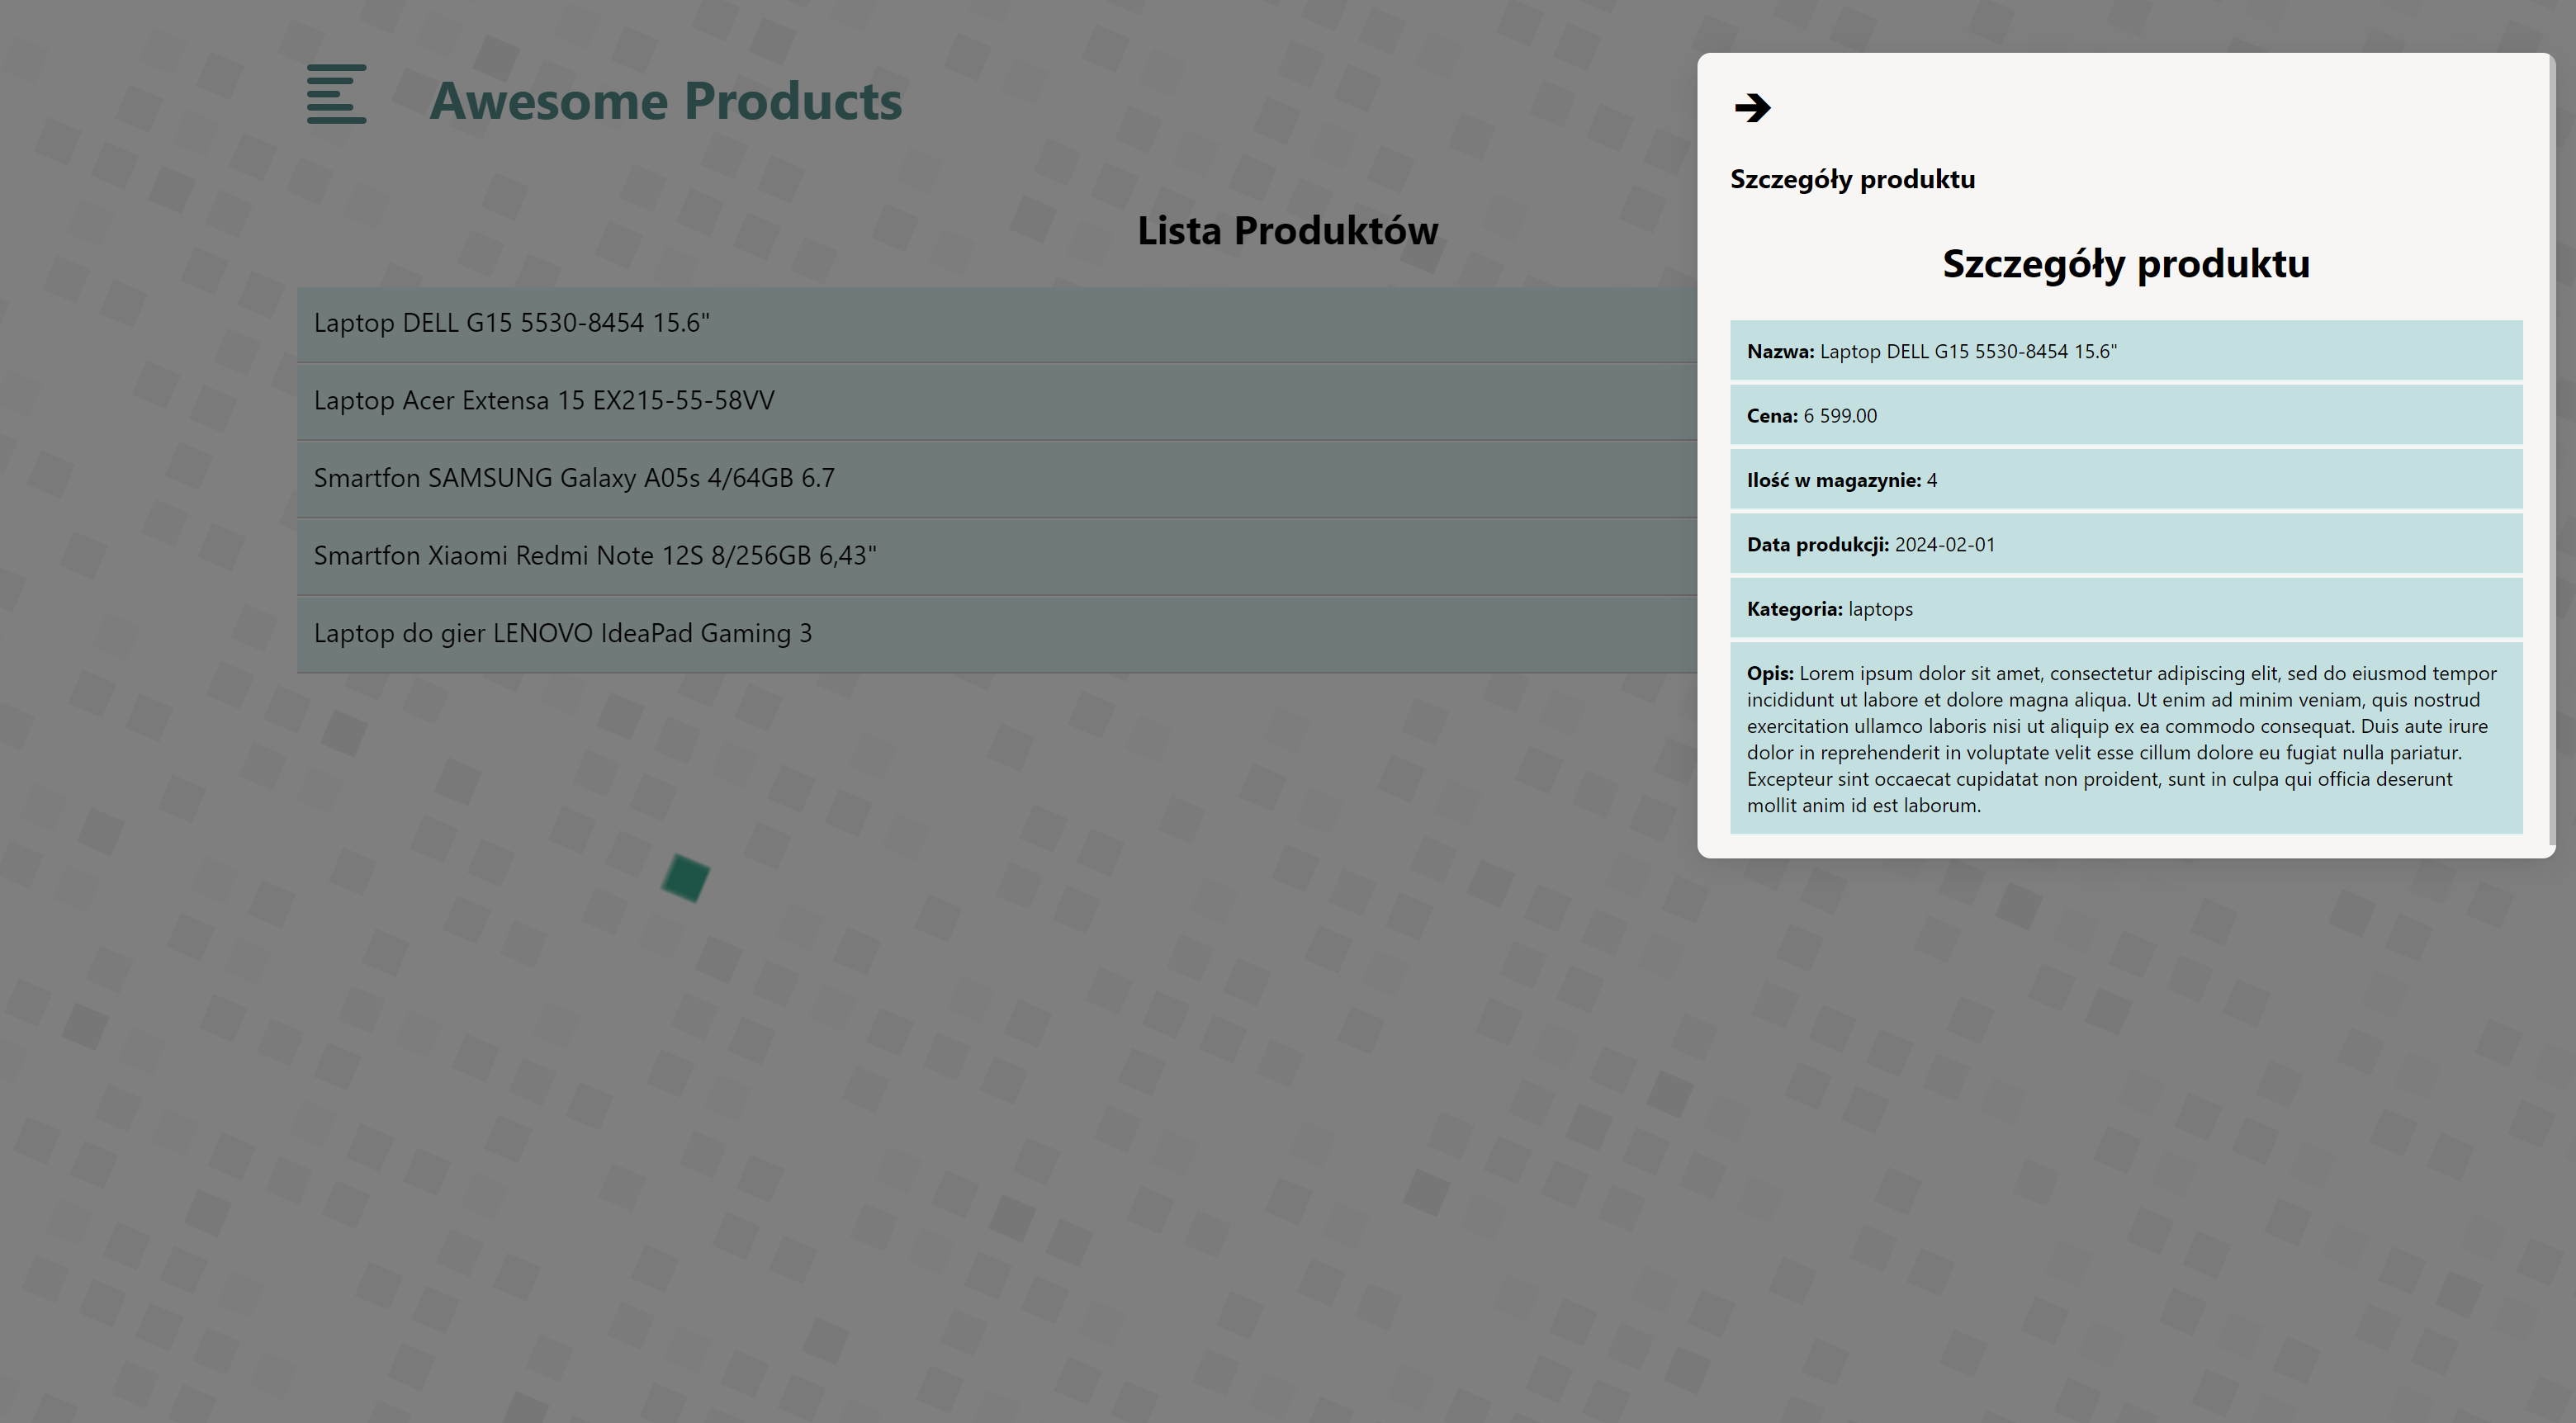 Awesome Products
Lista Produktów
Laptop DELL G15 5530-8454 15.6"
Laptop Acer Extensa 15 EX215-55-58VV
Smartfon SAMSUNG Galaxy A05s 4/64GB 6.7
Smartfon Xiaomi Redmi Note 12S 8/256GB 6,43"
Laptop do gier LENOVO IdeaPad Gaming 3
Szczegóły produktu
Szczegóły produktu
Nazwa: Laptop DELL G15 5530-8454 15.6"
Cena: 6 599.00
Ilość w magazynie: 4
Data produkcji: 2024-02-01
Kategoria: laptops
Opis: Lorem ipsum dolor sit amet, consectetur adipiscing elit, sed do eiusmod tempor
incididunt ut labore et dolore magna aliqua. Ut enim ad minim veniam, quis nostrud
exercitation ullamco laboris nisi ut aliquip ex ea commodo consequat. Duis aute irure
dolor in reprehenderit in voluptate velit esse cillum dolore eu fugiat nulla pariatur.
Excepteur sint occaecat cupidatat non proident, sunt in culpa qui officia deserunt
mollit anim id est laborum.